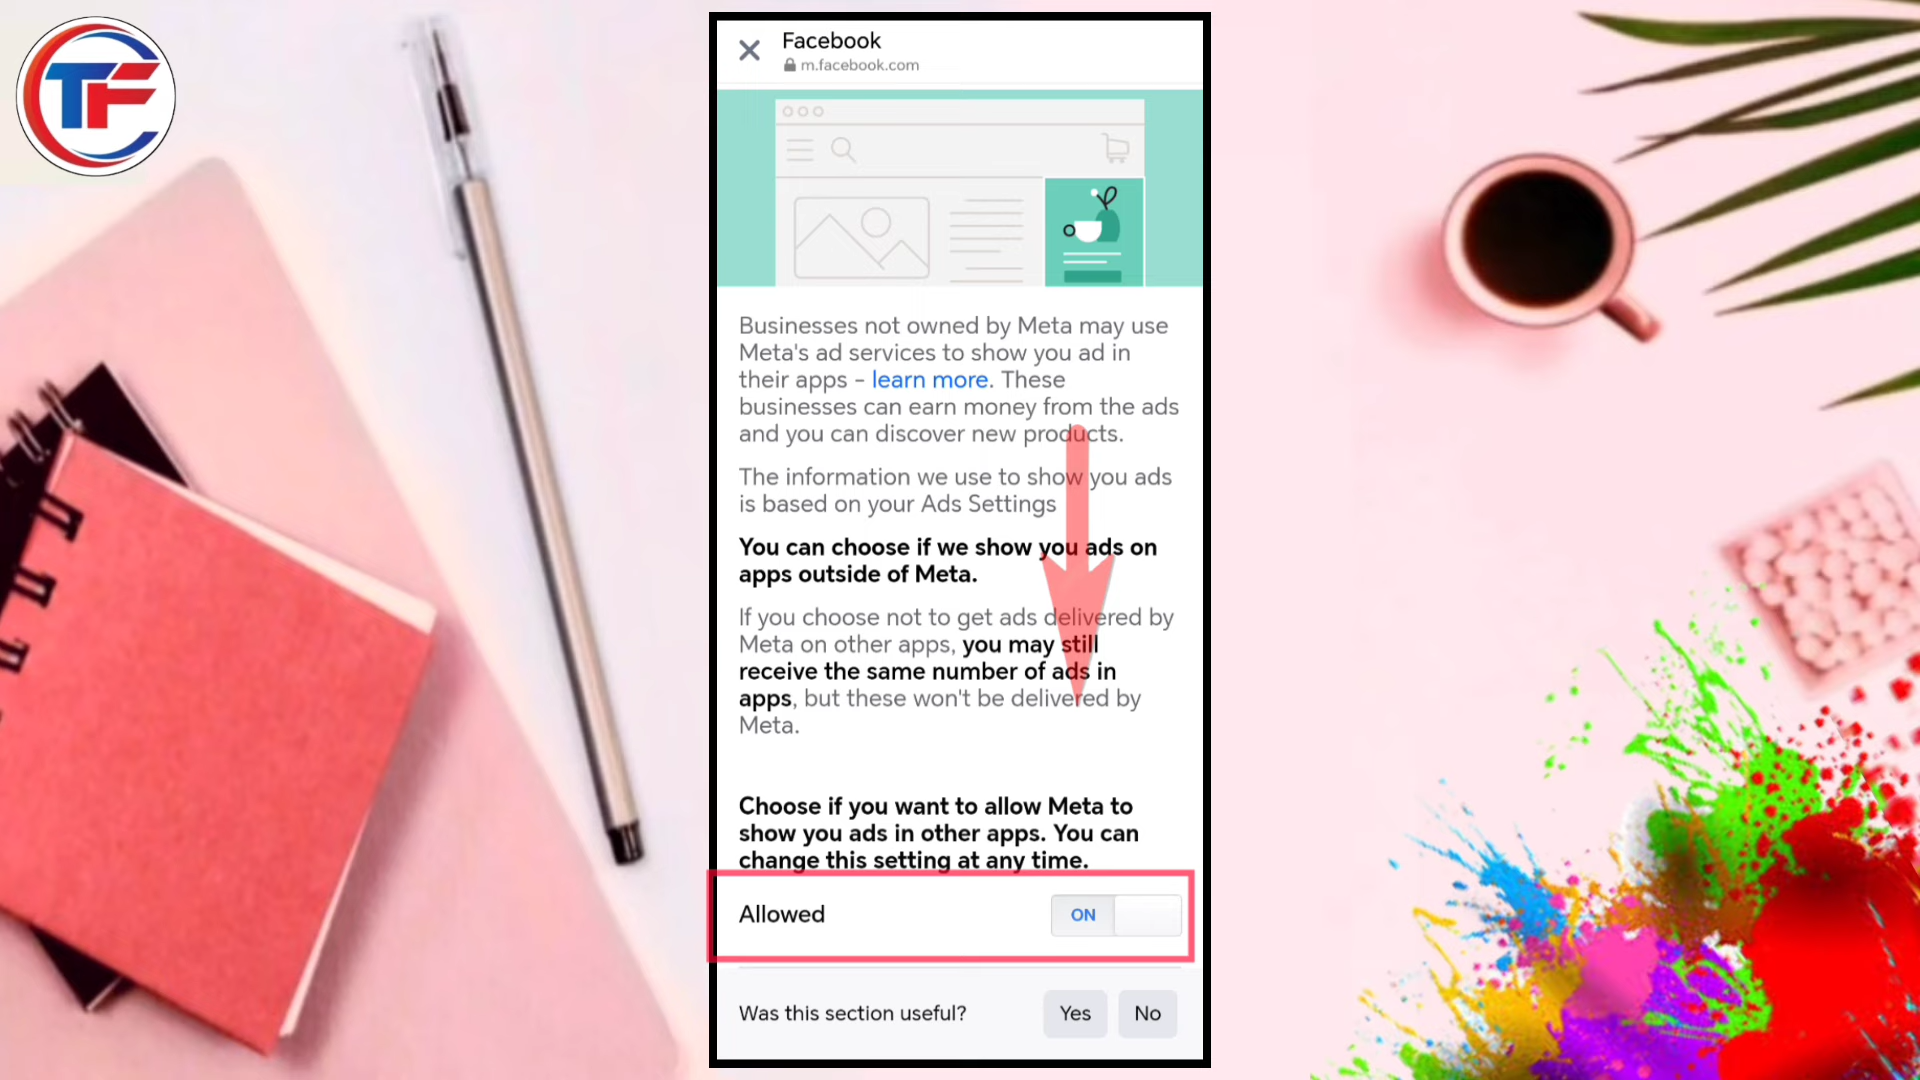 TF
Facebook
m.facebook.com
Businesses not owned by Meta may use
Meta's ad services to show you ad in
their apps - learn more. These
businesses can earn money from the ads
and you can discover new products.
The information we use to show you ads
is based on your Ads Settings
You can choose if we show you ads on
apps outside of Meta.
If you choose not to get ads delivered by
Meta on other apps, you may still
receive the same number of ads in
apps, but these won't be delivered by
Meta.
Choose if you want to allow Meta to
show you ads in other apps. You can
change this setting at any time.
Allowed
ON
Was this section useful?
Yes
No